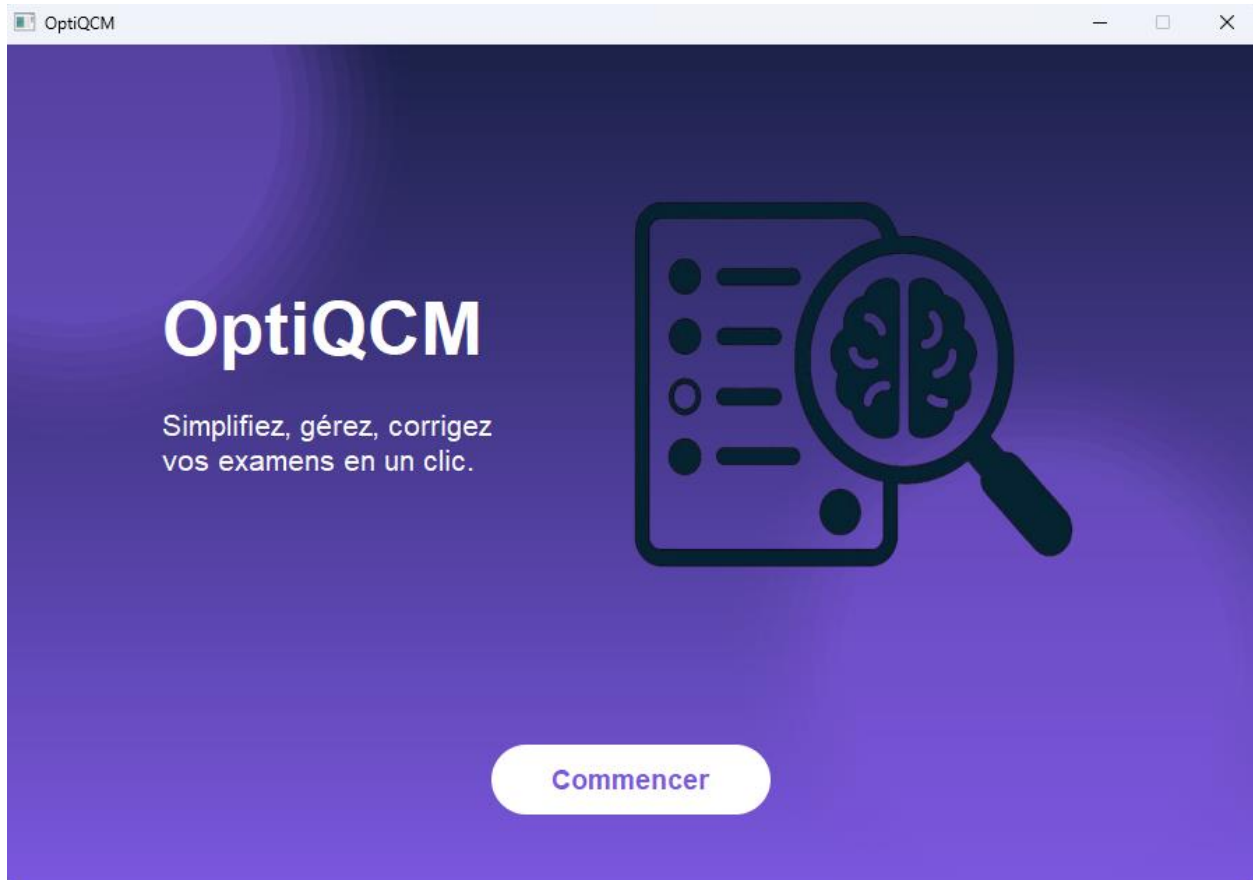 OptiQCM
OptiQCM
Simplifiez, gérez, corrigez
vos examens en un clic.
Commencer